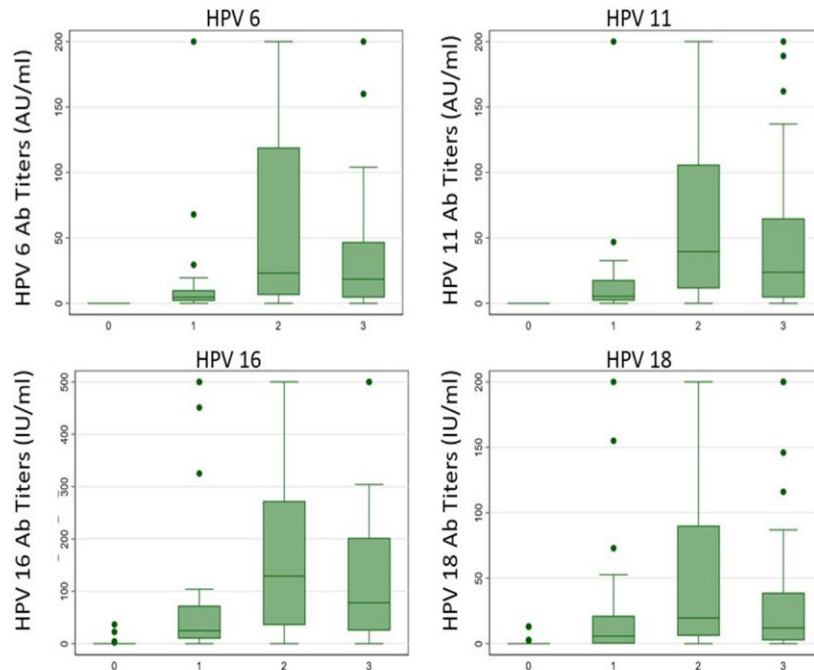 HPV 6
HPV 6 Ab Titers (AU/ml)
200
150
100
50
0
0 1 2 3
HPV 11
HPV 11 Ab Titers (AU/ml)
200
150
100
50
0
0 1 2 3
HPV 16
HPV 16 Ab Titers (IU/ml)
500
400
300
200
100
0
0 1 2 3
HPV 18
HPV 18 Ab Titers (IU/ml)
200
150
100
50
0
0 1 2 3